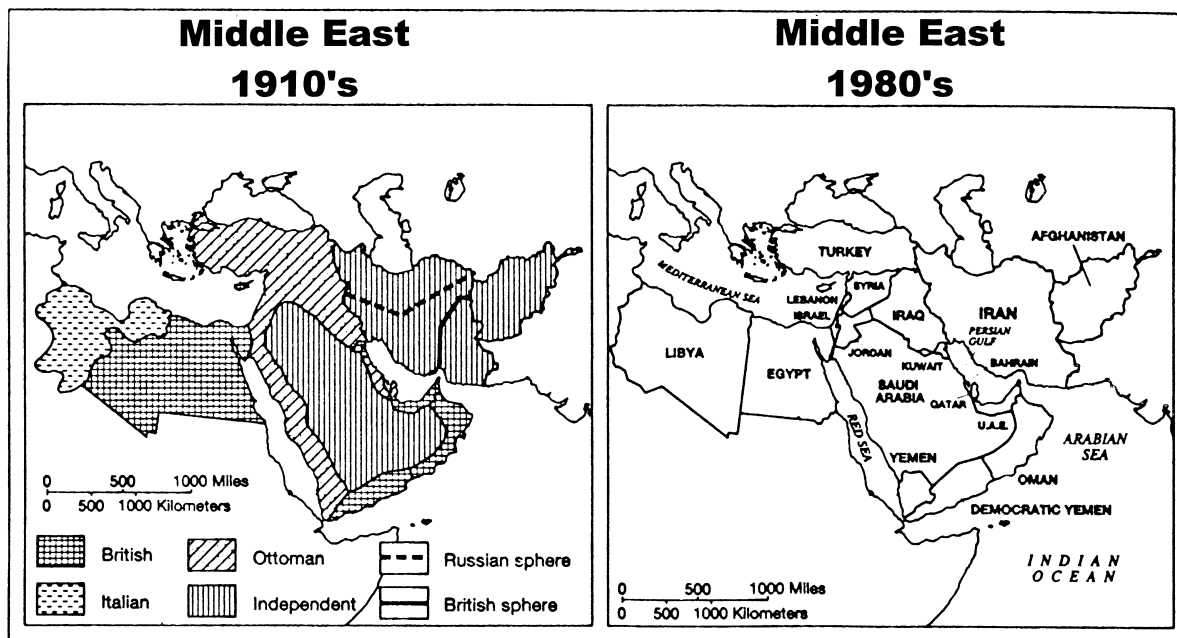 Middle East
1910's
0 500 1000 Miles
0 500 1000 Kilometers
British
Ottoman
Russian sphere
Italian
Independent
British sphere
Middle East
1980's
AFGHANISTAN
TURKEY
MEDITERRANEAN SEA
SYRIA
LEBANON
ISRAEL
IRAQ
IRAN
PERSIAN
GULF
LIBYA
JORDAN
KUWAIT
BAHRAIN
EGYPT
SAUDI
ARABIA
QATAR
U.A.E.
RED SEA
ARABIAN
SEA
YEMEN
OMAN
DEMOCRATIC YEMEN
INDIAN
OCEAN
0 500 1000 Miles
0 500 1000 Kilometers